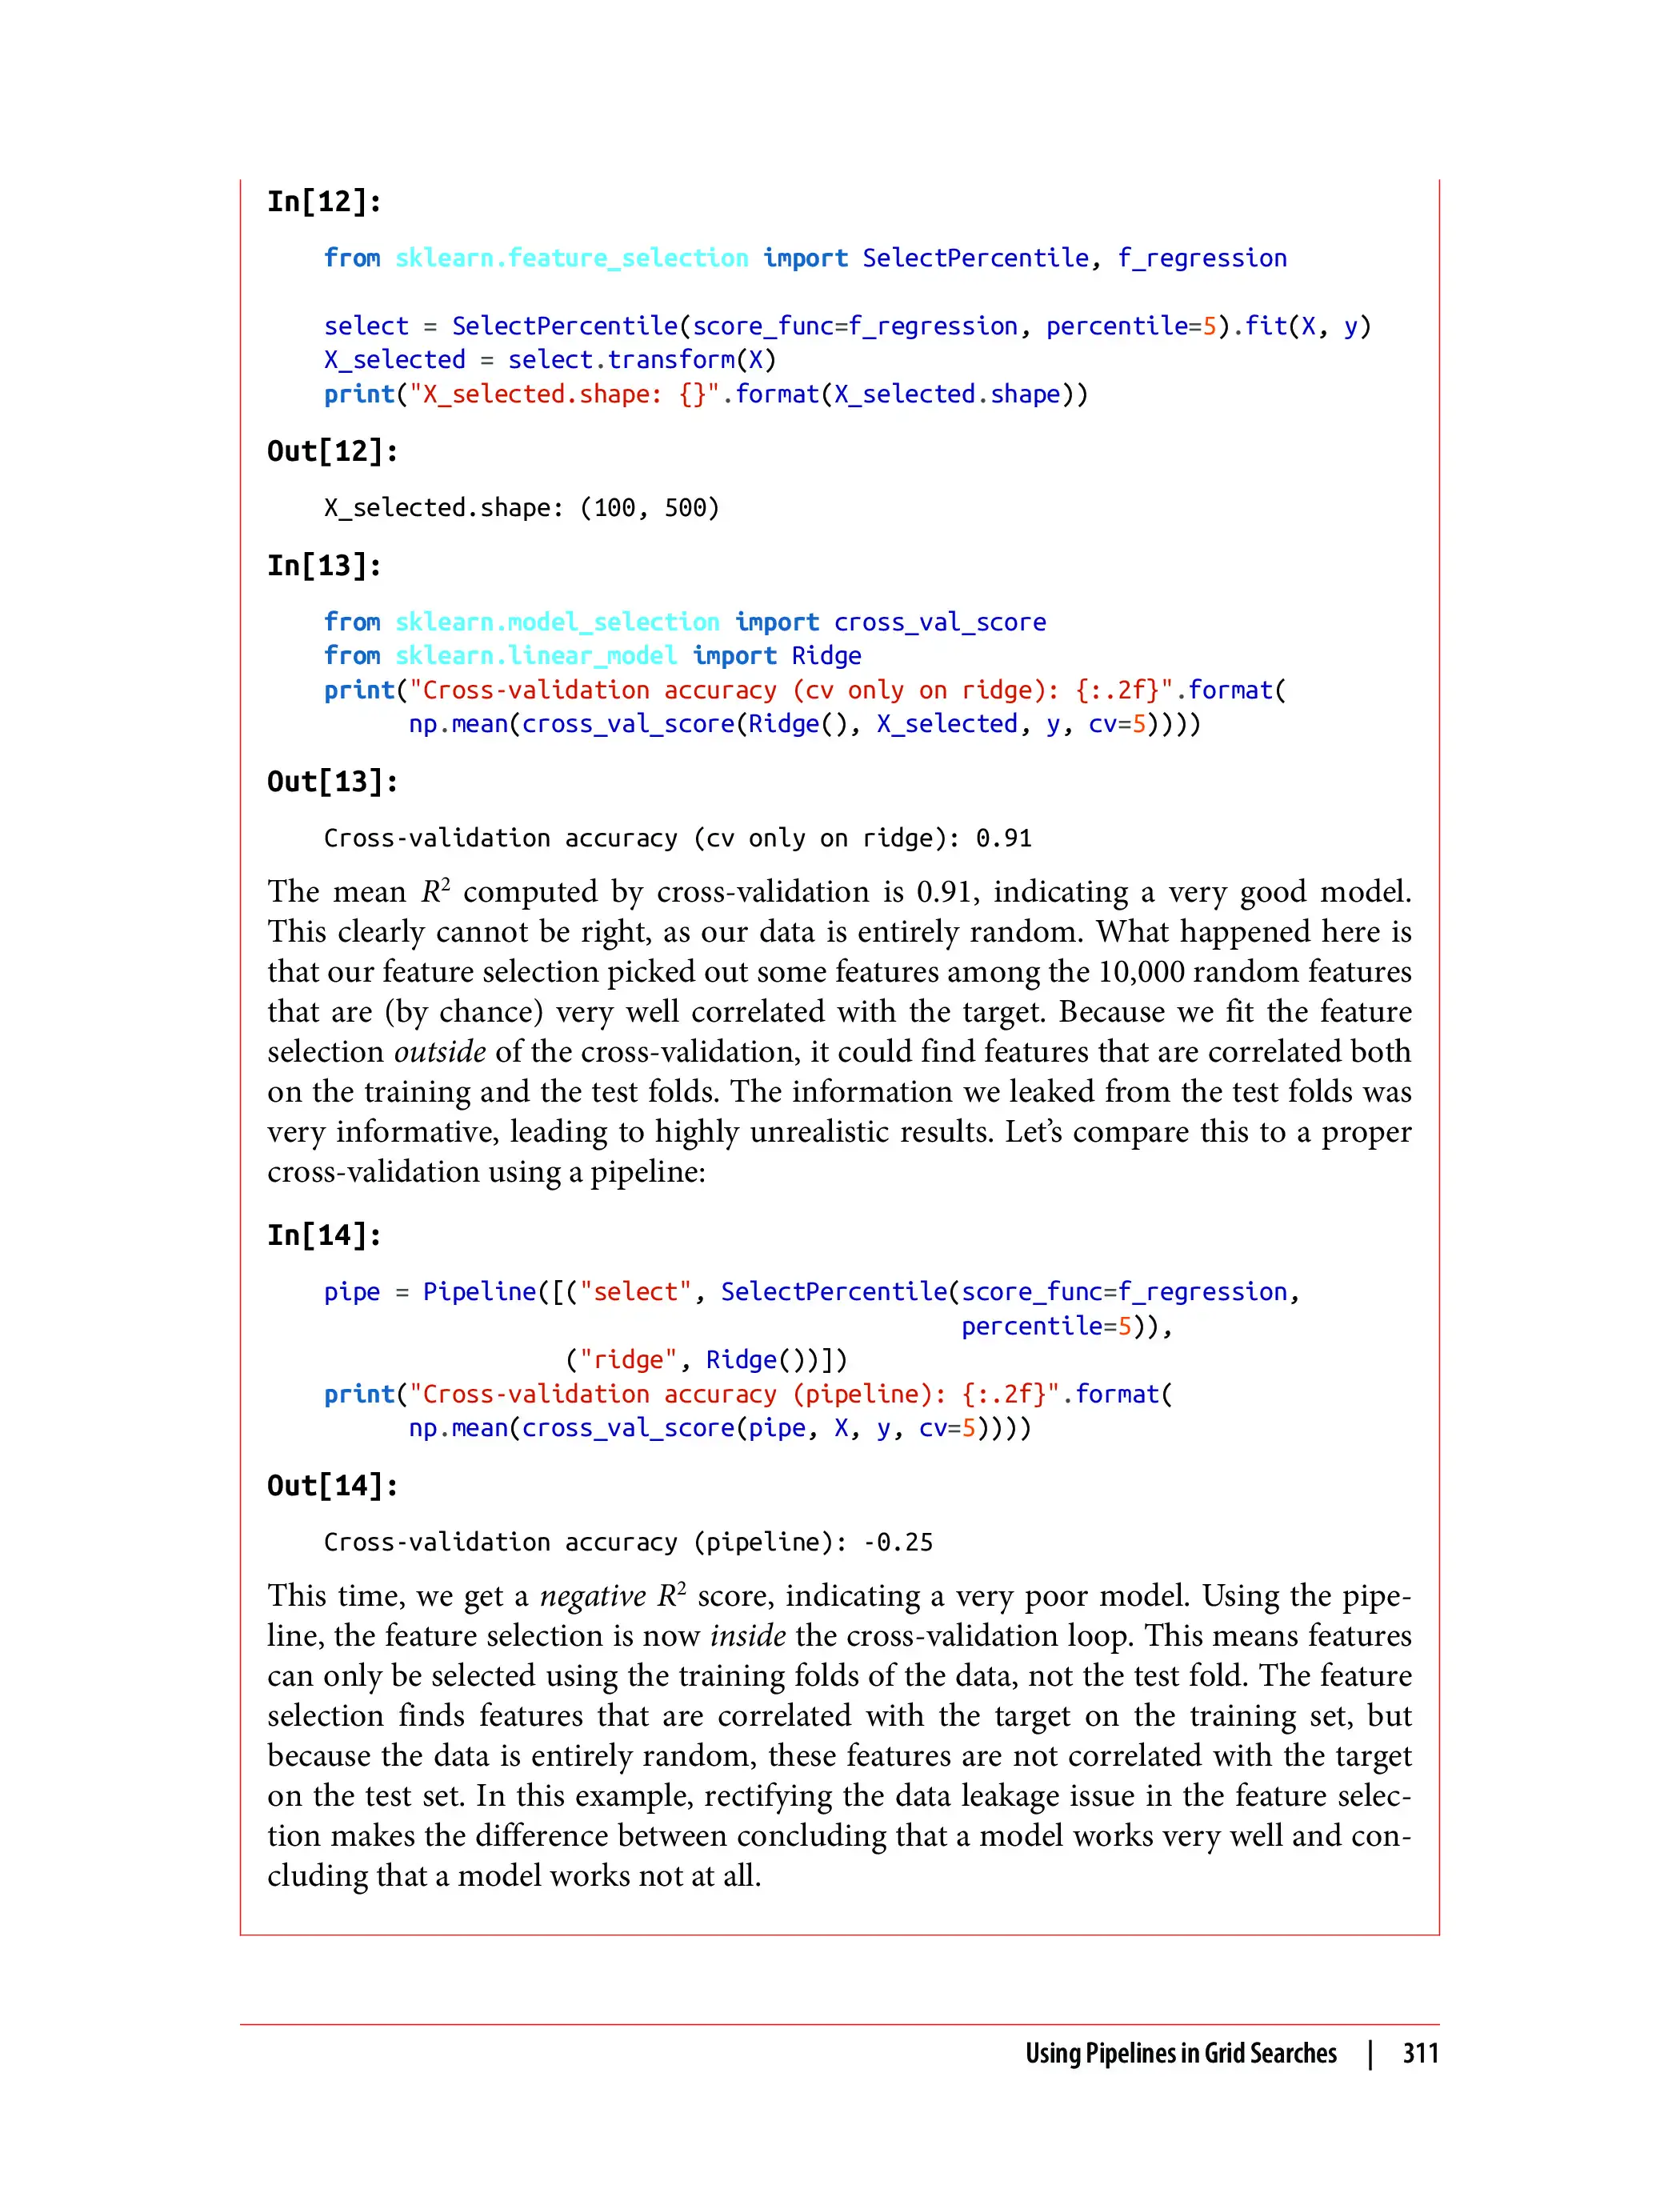 In[12]:
from sklearn.feature_selection import SelectPercentile, f_regression
select = SelectPercentile(score_func=f_regression, percentile=5).fit(X, y)
X_selected = select.transform(X)
print("X_selected.shape: {}".format(X_selected.shape))
Out[12]:
X_selected.shape: (100, 500)
In[13]:
from sklearn.model_selection import cross_val_score
from sklearn.linear_model import Ridge
print("Cross-validation accuracy (cv only on ridge): {:.2f}".format(
np.mean(cross_val_score(Ridge(), X_selected, y, cv=5))))
Out[13]:
Cross-validation accuracy (cv only on ridge): 0.91
The mean R² computed by cross-validation is 0.91, indicating a very good model.
This clearly cannot be right, as our data is entirely random. What happened here is
that our feature selection picked out some features among the 10,000 random features
that are (by chance) very well correlated with the target. Because we fit the feature
selection outside of the cross-validation, it could find features that are correlated both
on the training and the test folds. The information we leaked from the test folds was
very informative, leading to highly unrealistic results. Let’s compare this to a proper
cross-validation using a pipeline:
In[14]:
pipe = Pipeline([("select", SelectPercentile(score_func=f_regression,
percentile=5)),
("ridge", Ridge())])
print("Cross-validation accuracy (pipeline): {:.2f}".format(
np.mean(cross_val_score(pipe, X, y, cv=5))))
Out[14]:
Cross-validation accuracy (pipeline): -0.25
This time, we get a negative R² score, indicating a very poor model. Using the pipe-
line, the feature selection is now inside the cross-validation loop. This means features
can only be selected using the training folds of the data, not the test fold. The feature
selection finds features that are correlated with the target on the training set, but
because the data is entirely random, these features are not correlated with the target
on the test set. In this example, rectifying the data leakage issue in the feature selec-
tion makes the difference between concluding that a model works very well and con-
cluding that a model works not at all.
Using Pipelines in Grid Searches | 311